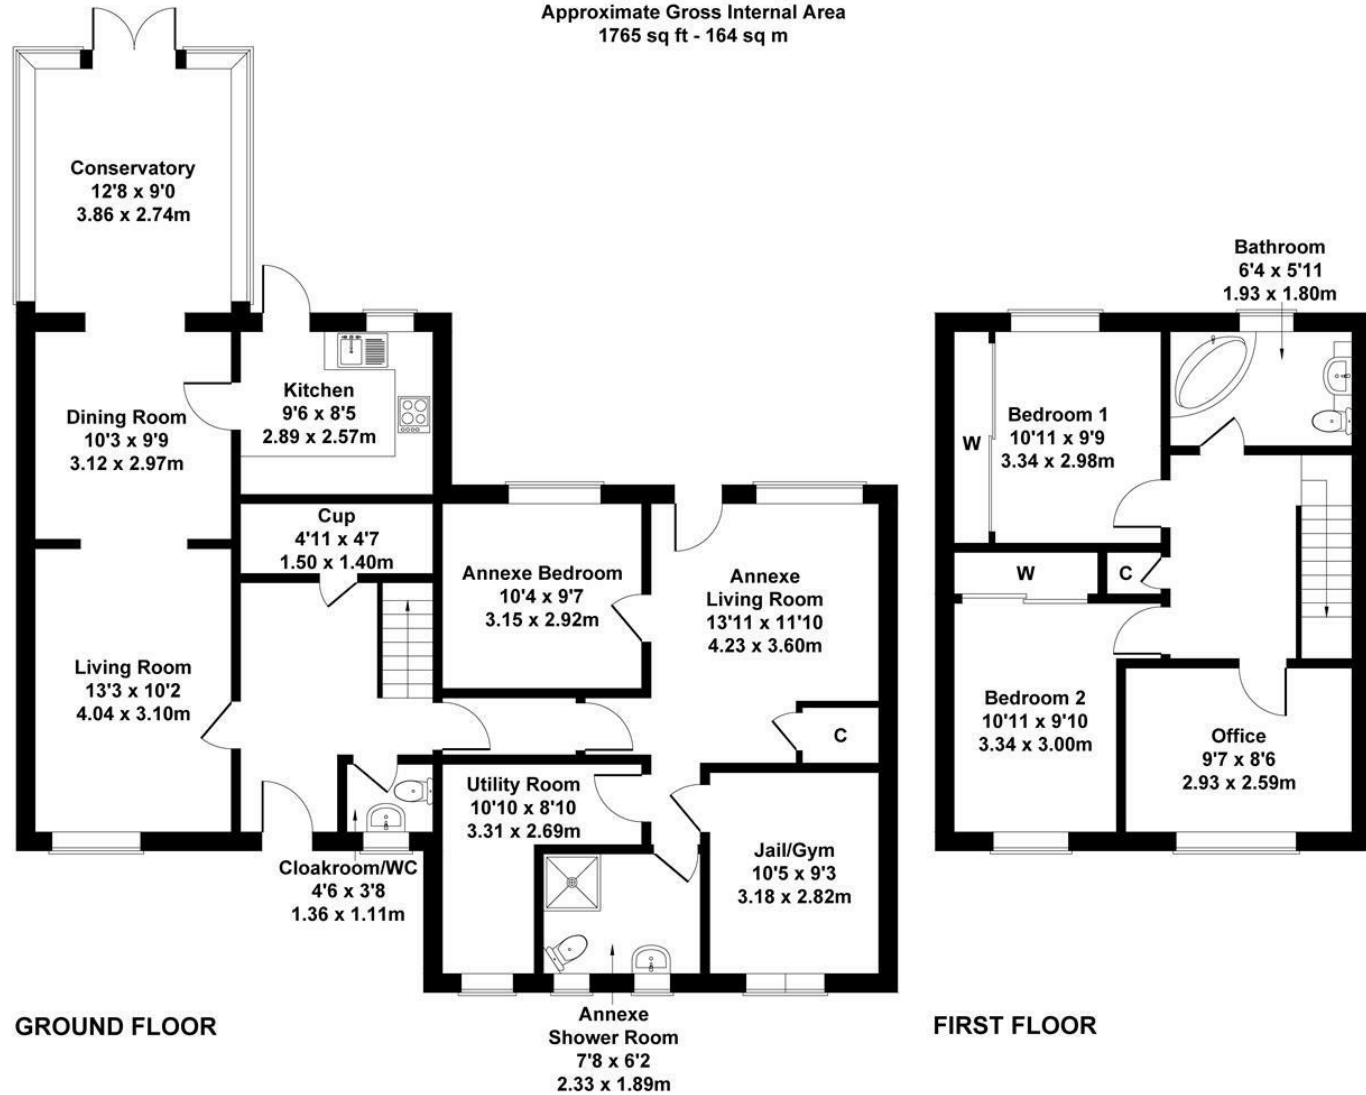 Approximate Gross Internal Area
1765 sq ft - 164 sq m
Conservatory
12'8 x 9'0
3.86 x 2.74m
Kitchen
9'6 x 8'5
2.89 x 2.57m
Dining Room
10'3 x 9'9
3.12 x 2.97m
Cup
4'11 x 4'7
1.50 x 1.40m
Annexe Bedroom
10'4 x 9'7
3.15 x 2.92m
Annexe
Living Room
13'11 x 11'10
4.23 x 3.60m
Living Room
13'3 x 10'2
4.04 x 3.10m
C
Utility Room
10'10 x 8'10
3.31 x 2.69m
Jail/Gym
10'5 x 9'3
3.18 x 2.82m
Cloakroom/WC
4'6 x 3'8
1.36 x 1.11m
Annexe
Shower Room
7'8 x 6'2
2.33 x 1.89m
GROUND FLOOR
Bathroom
6'4 x 5'11
1.93 x 1.80m
Bedroom 1
10'11 x 9'9
3.34 x 2.98m
W
W
C
Bedroom 2
10'11 x 9'10
3.34 x 3.00m
Office
9'7 x 8'6
2.93 x 2.59m
FIRST FLOOR